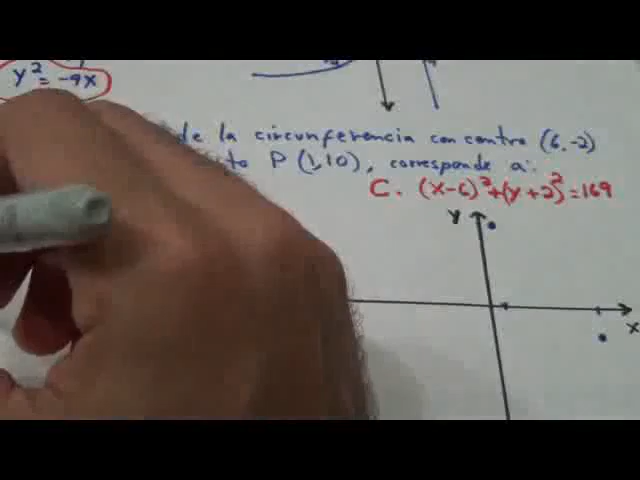 y² = -9x
de la circunferencia con centro (6,-2)
to P (1,10), corresponde a:
C. (x-6)²+(y+2)²=169
y
x